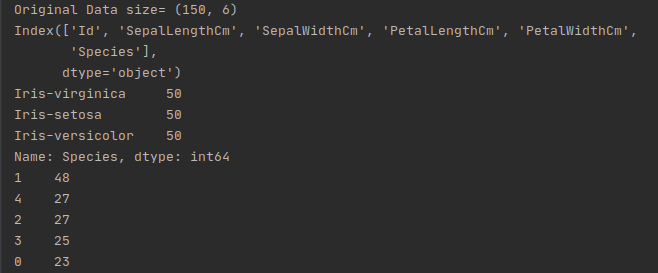 Original Data size= (150, 6)
Index(['Id', 'SepalLengthCm', 'SepalWidthCm', 'PetalLengthCm', 'PetalWidthCm',
       'Species'],
      dtype='object')
Iris-virginica     50
Iris-setosa        50
Iris-versicolor    50
Name: Species, dtype: int64
1    48
4    27
2    27
3    25
0    23